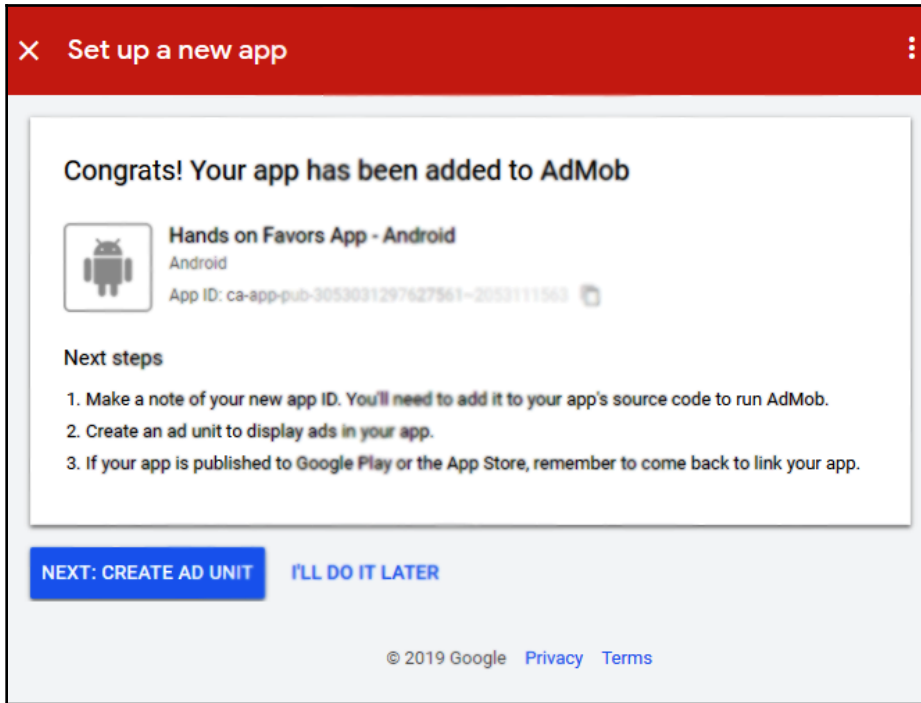 Set up a new app
Congrats! Your app has been added to AdMob
Hands on Favors App - Android
Android
App ID: ca-app-pub-3053031297627561~2053111563
Next steps
1. Make a note of your new app ID. You'll need to add it to your app's source code to run AdMob.
2. Create an ad unit to display ads in your app.
3. If your app is published to Google Play or the App Store, remember to come back to link your app.
NEXT: CREATE AD UNIT I'LL DO IT LATER
© 2019 Google Privacy Terms